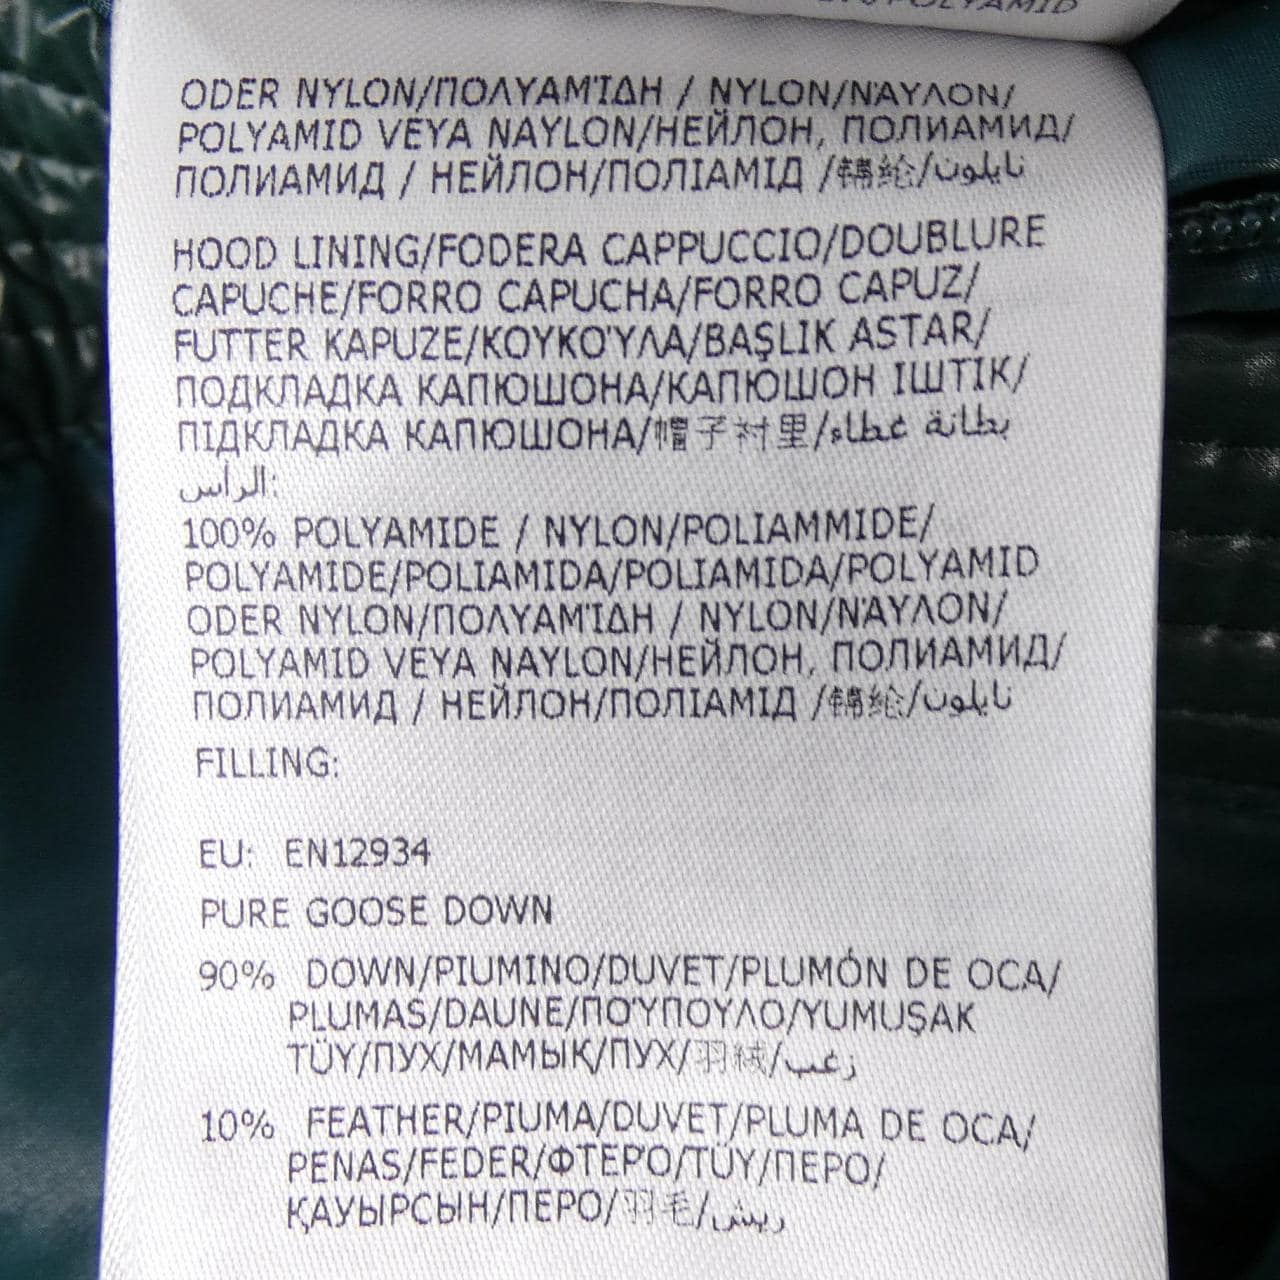 POLYAMID
ODER NYLON/ΠΟΛΥΑΜΊΔΗ / NYLON/ΝΆΥΛΟΝ/
POLYAMID VEYA NAYLON/НЕЙЛОН, ПОЛИАМИД/
ПОЛИАМИД / НЕЙЛОН/ПОЛІАМІД /锦纶/نايلون
HOOD LINING/FODERA CAPPUCCIO/DOUBLURE
CAPUCHE/FORRO CAPUCHA/FORRO CAPUZ/
FUTTER KAPUZE/ΚΟΥΚΟΎΛΑ/BAŞLIK ASTAR/
ПОДКЛАДКА КАПЮШОНА/КАПЮШОН ІШТІК/
ПІДКЛАДКА КАПЮШОНА/帽子衬里/بطانة غطاء
الرأس:
100% POLYAMIDE / NYLON/POLIAMMIDE/
POLYAMIDE/POLIAMIDA/POLIAMIDA/POLYAMID
ODER NYLON/ΠΟΛΥΑΜΊΔΗ / NYLON/ΝΆΥΛΟΝ/
POLYAMID VEYA NAYLON/НЕЙЛОН, ПОЛИАМИД/
ПОЛИАМИД / НЕЙЛОН/ПОЛІАМІД /锦纶/نايلون
FILLING:
EU: EN12934
PURE GOOSE DOWN
90% DOWN/PIUMINO/DUVET/PLUMÓN DE OCA/
PLUMAS/DAUNE/ΠΟΎΠΟΥΛΟ/YUMUŞAK
TÜY/ПУХ/МАМЫҚ/ПУХ/羽绒/زغب
10% FEATHER/PIUMA/DUVET/PLUMA DE OCA/
PENAS/FEDER/ΦΤΕΡΌ/TÜY/ПЕРО/
ҚАУЫРСЫН/ПЕРО/羽毛/ريش